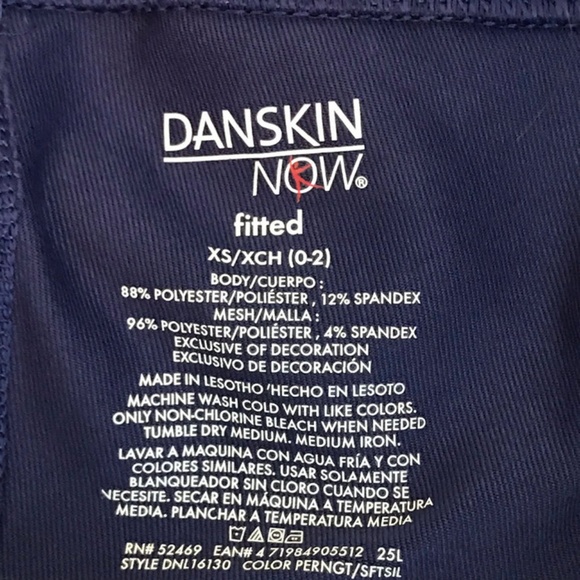 DANSKIN
NOW®
fitted
XS/XCH (0-2)
BODY/CUERPO :
88% POLYESTER/POLIÉSTER , 12% SPANDEX
MESH/MALLA :
96% POLYESTER/POLIÉSTER , 4% SPANDEX
EXCLUSIVE OF DECORATION
EXCLUSIVO DE DECORACIÓN
MADE IN LESOTHO 'HECHO EN LESOTO
MACHINE WASH COLD WITH LIKE COLORS.
ONLY NON-CHLORINE BLEACH WHEN NEEDED
TUMBLE DRY MEDIUM. MEDIUM IRON.
LAVAR A MAQUINA CON AGUA FRÍA Y CON
COLORES SIMILARES. USAR SOLAMENTE
BLANQUEADOR SIN CLORO CUANDO SE
NECESITE. SECAR EN MÁQUINA A TEMPERATURA
MEDIA. PLANCHAR A TEMPERATURA MEDIA
RN# 52469 EAN# 4 71984905512 25L
STYLE DNL16130 COLOR PERNGT/SFTSIL